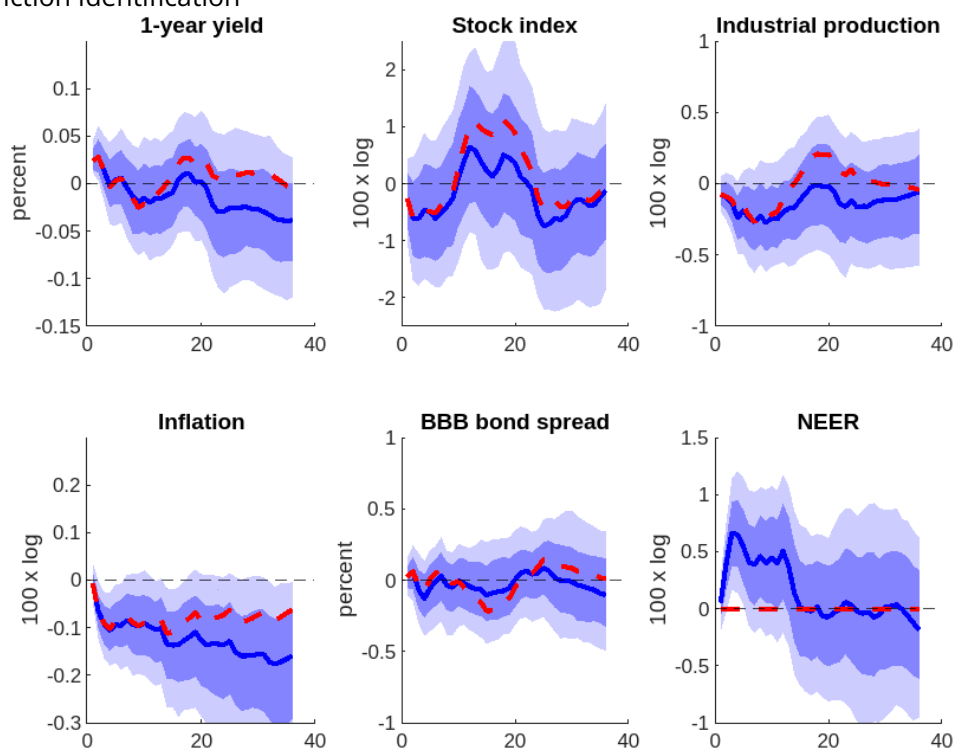 nction identification
1-year yield
Stock index
Industrial production
percent
0.1
0.05
0
-0.05
-0.1
-0.15
0 20 40
100 x log
2
1
0
-1
-2
0 20 40
100 x log
1
0.5
0
-0.5
-1
0 20 40
Inflation
BBB bond spread
NEER
100 x log
0.2
0.1
0
-0.1
-0.2
-0.3
0 20 40
percent
1
0.5
0
-0.5
-1
0 20 40
100 x log
1.5
1
0.5
0
-0.5
-1
0 20 40